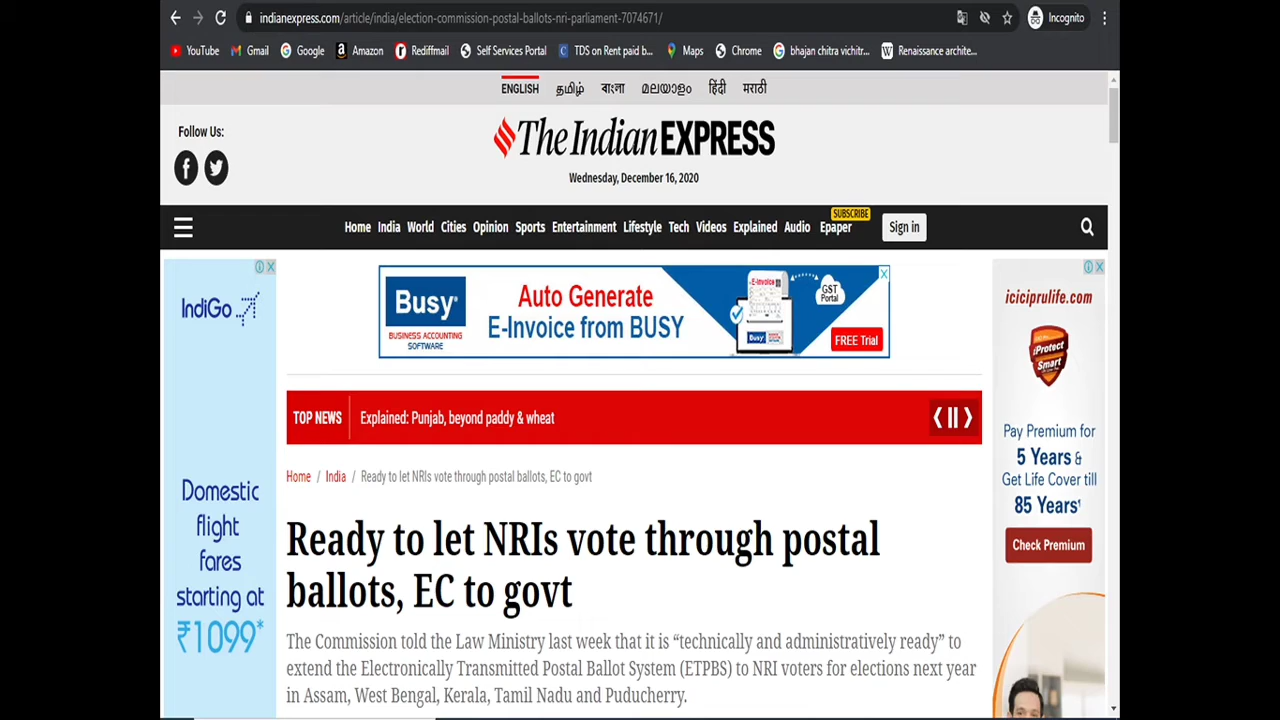 indianexpress.com/article/india/election-commission-postal-ballots-nri-parliament-7074671/
Incognito
YouTube Gmail Google Amazon Rediffmail Self Services Portal TDS on Rent paid b... Maps Chrome bhajan chitra vichitr... Renaissance archite...
ENGLISH தமிழ் বাংলা മലയാളം हिंदी मराठी
Follow Us:
The Indian EXPRESS
Wednesday, December 16, 2020
SUBSCRIBE
Home India World Cities Opinion Sports Entertainment Lifestyle Tech Videos Explained Audio Epaper Sign in
IndiGo
Domestic
flight
fares
starting at
₹1099*
Busy
BUSINESS ACCOUNTING
SOFTWARE
Auto Generate
E-Invoice from BUSY
E-Invoice
GST
Portal
Busy
FREE Trial
iciciprulife.com
iProtect
Smart
Pay Premium for
5 Years &
Get Life Cover till
85 Years
Check Premium
TOP NEWS Explained: Punjab, beyond paddy & wheat
Home / India / Ready to let NRIs vote through postal ballots, EC to govt
Ready to let NRIs vote through postal
ballots, EC to govt
The Commission told the Law Ministry last week that it is “technically and administratively ready” to
extend the Electronically Transmitted Postal Ballot System (ETPBS) to NRI voters for elections next year
in Assam, West Bengal, Kerala, Tamil Nadu and Puducherry.